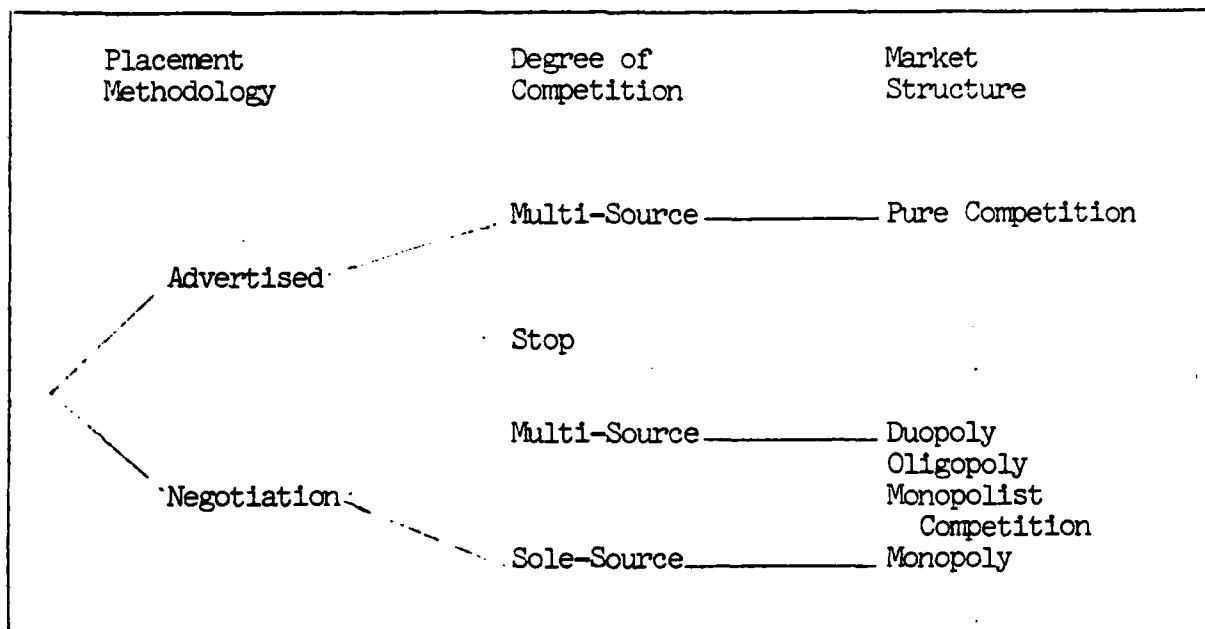 Placement Degree of Market
Methodology Competition Structure
Multi-Source Pure Competition
Advertised
Stop
Multi-Source Duopoly
Oligopoly
Negotiation Monopolist
Competition
Sole-Source Monopoly